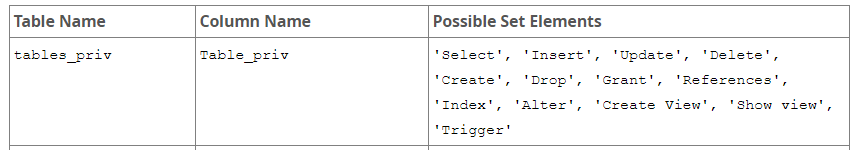 Table Name Column Name Possible Set Elements
tables_priv Table_priv 'Select', 'Insert', 'Update', 'Delete',
'Create', 'Drop', 'Grant', 'References',
'Index', 'Alter', 'Create View', 'Show view',
'Trigger'